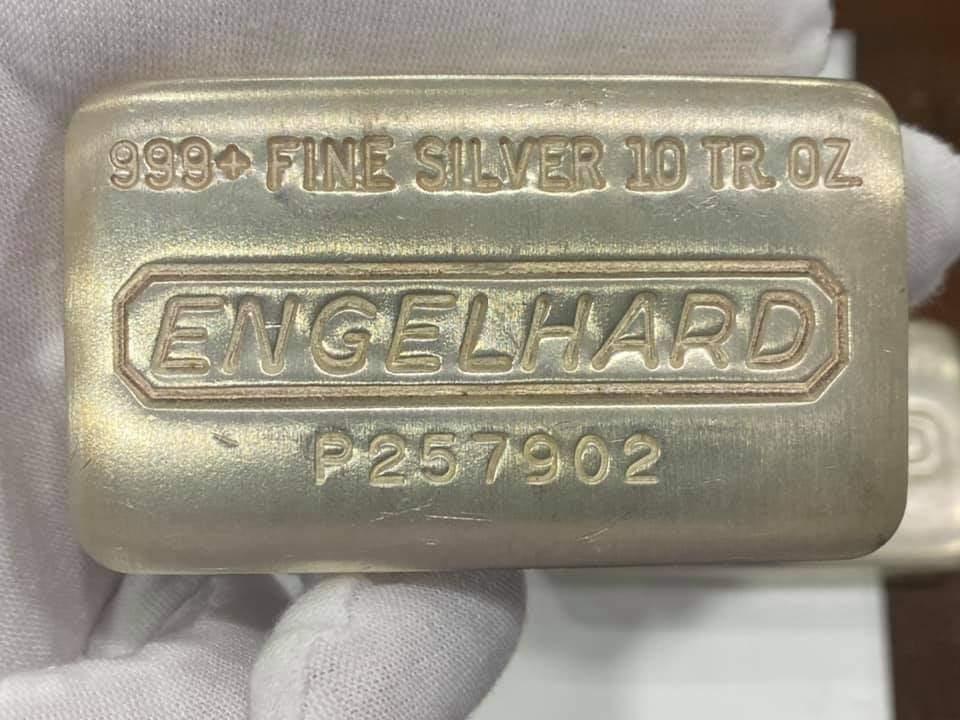 999+ FINE SILVER 10 TR. OZ.
ENGELHARD
P257902